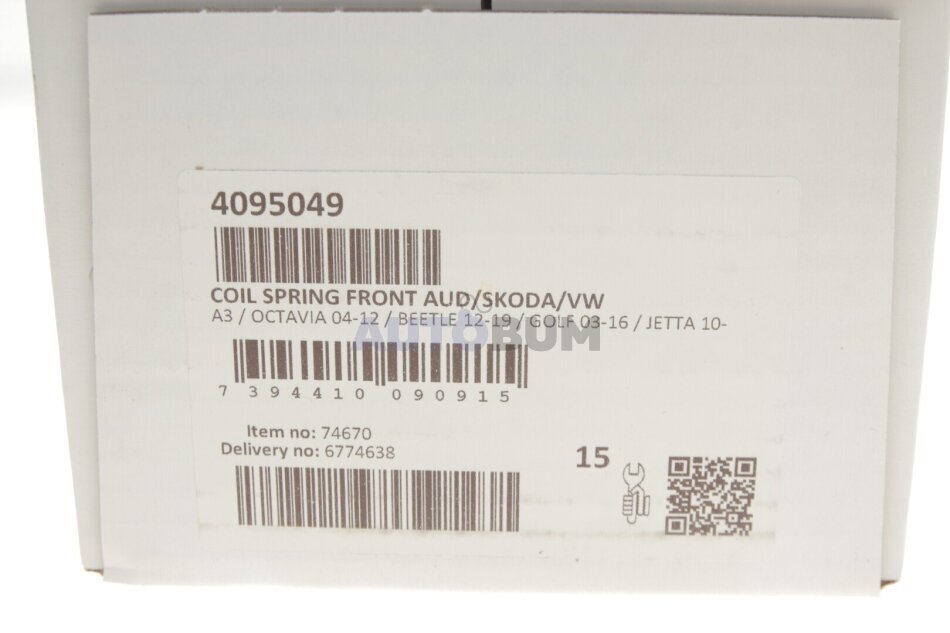 4095049
COIL SPRING FRONT AUD/SKODA/VW
A3 / OCTAVIA 04-12 / BEETLE 12-19 / GOLF 03-16 / JETTA 10-
AUTOBUM
7 394410 090915
Item no: 74670
Delivery no: 6774638
15